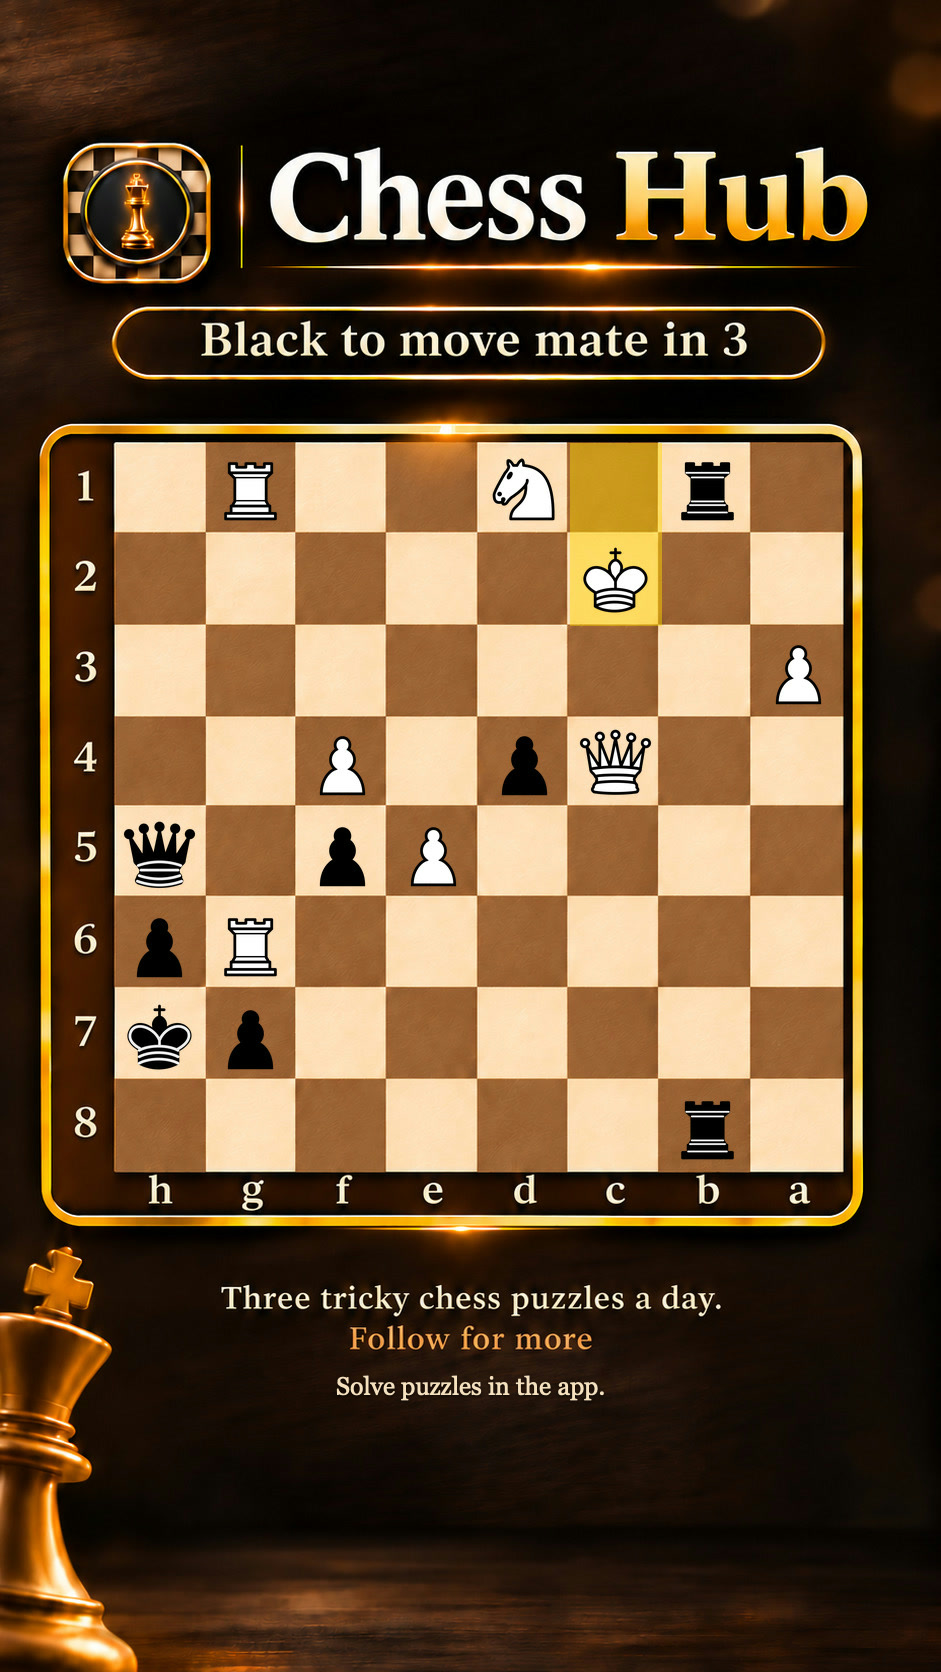 Chess Hub
Black to move mate in 3
1
2
3
4
5
6
7
8
h g f e d c b a
Three tricky chess puzzles a day.
Follow for more
Solve puzzles in the app.